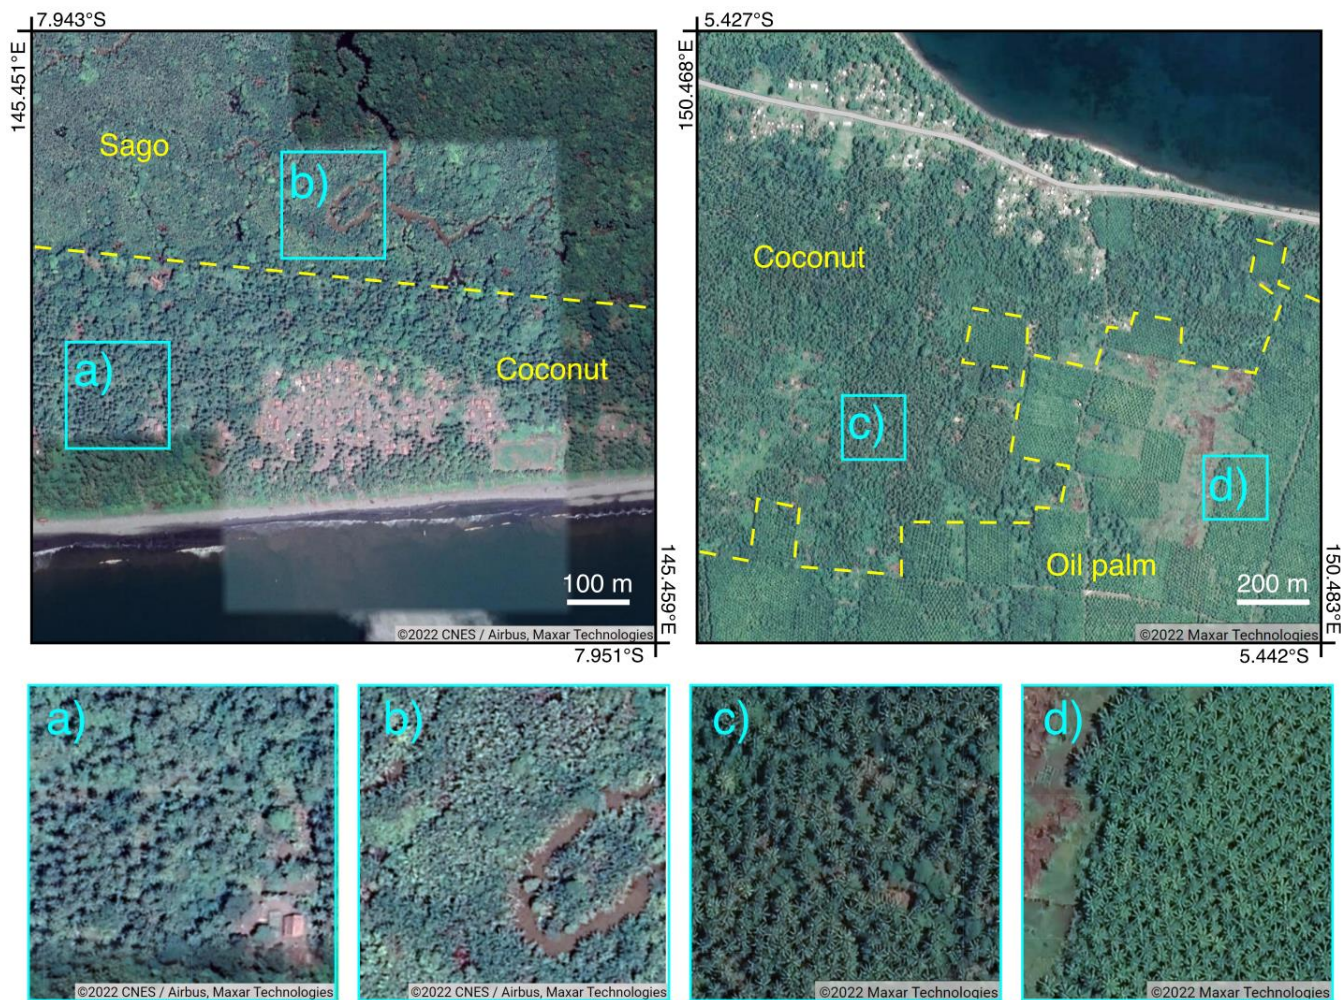 7.943°S
5.427°S
145.451°E
150.468°E
Sago
b)
a)
Coconut
100 m
©2022 CNES / Airbus, Maxar Technologies
145.459°E
7.951°S
Coconut
c)
d)
Oil palm
200 m
©2022 Maxar Technologies
150.483°E
5.442°S
a)
©2022 CNES / Airbus, Maxar Technologies
b)
©2022 CNES / Airbus, Maxar Technologies
c)
©2022 Maxar Technologies
d)
©2022 Maxar Technologies